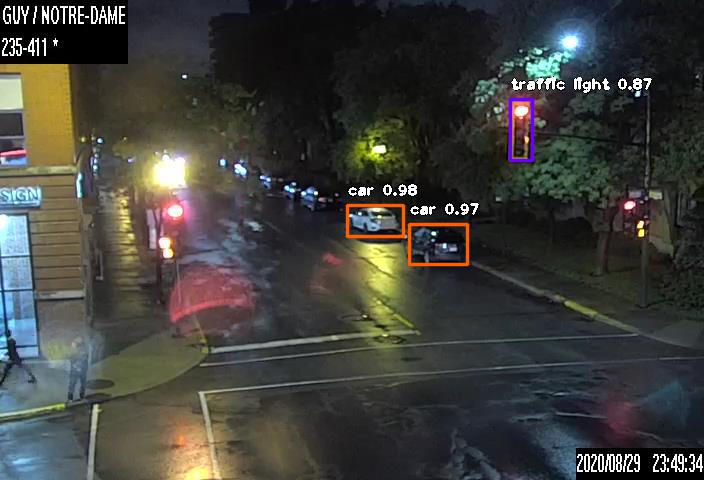 GUY / NOTRE-DAME
235-411 *
traffic light 0.87
car 0.98
car 0.97
SIGN
2020/08/29 23:49:34